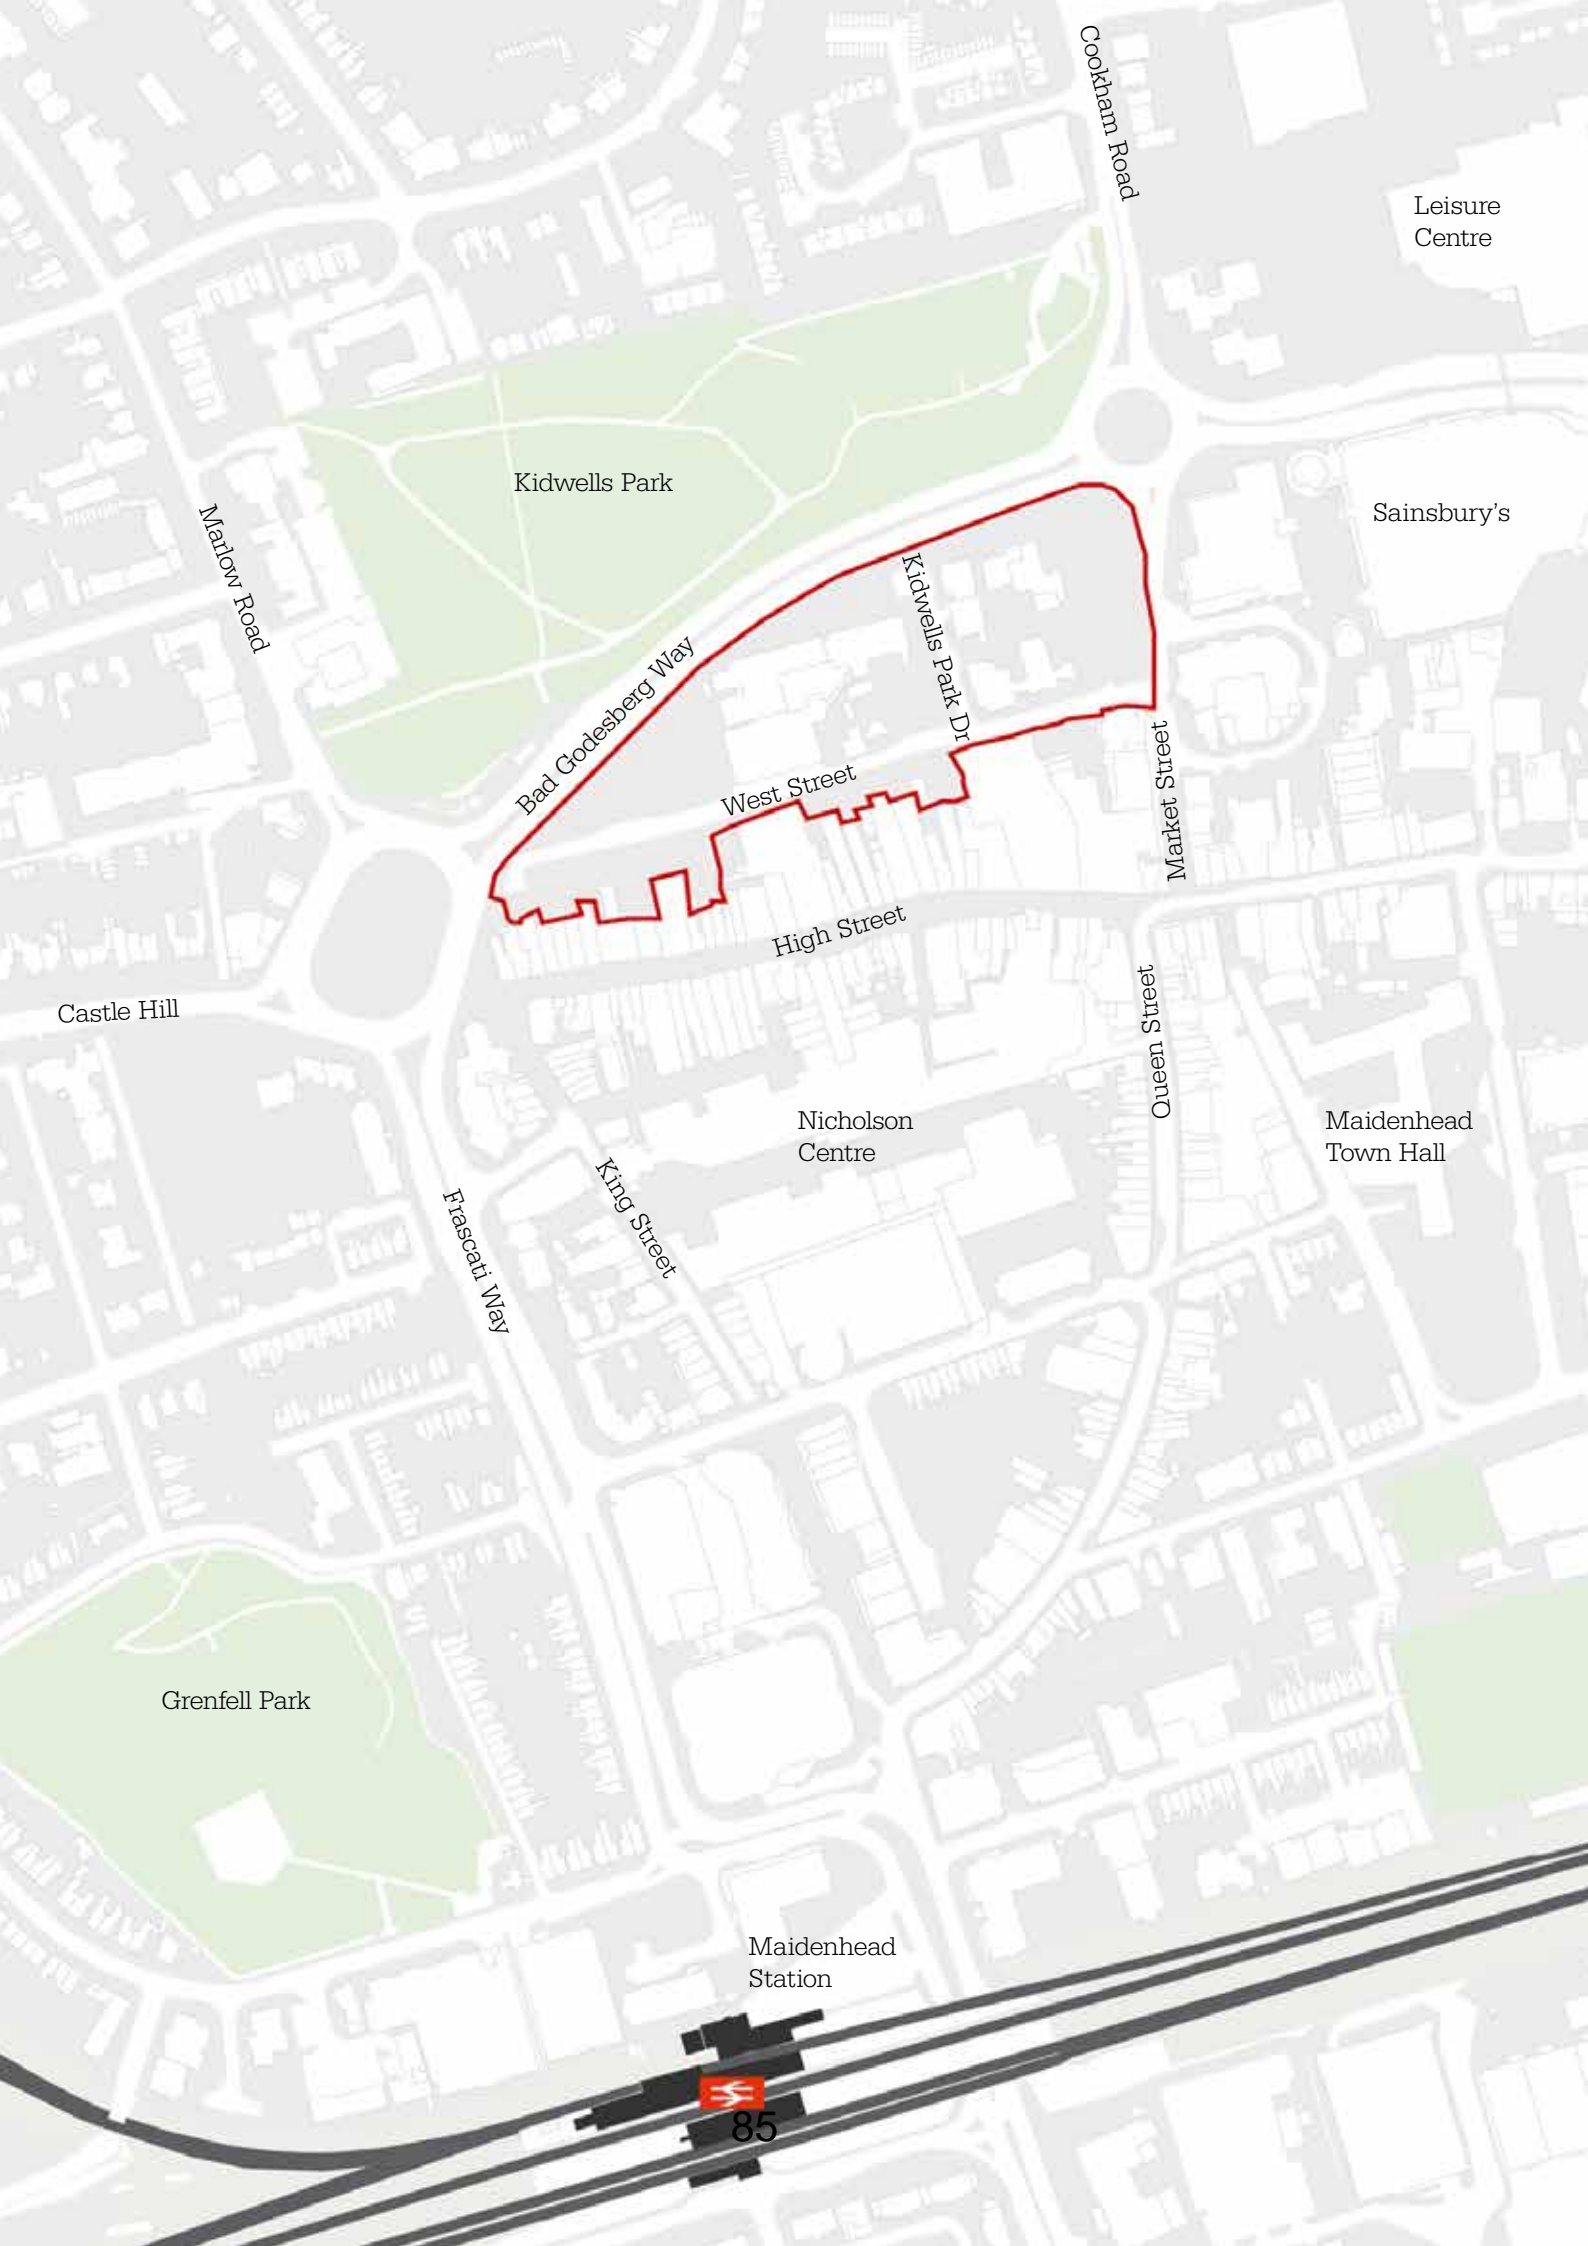 Cookham Road
Leisure
Centre
Kidwells Park
Sainsbury's
Marlow Road
Kidwells Park Dr
Bad Godesberg Way
West Street
Market Street
High Street
Castle Hill
Queen Street
Nicholson
Centre
Maidenhead
Town Hall
King Street
Frascati Way
Grenfell Park
Maidenhead
Station
85